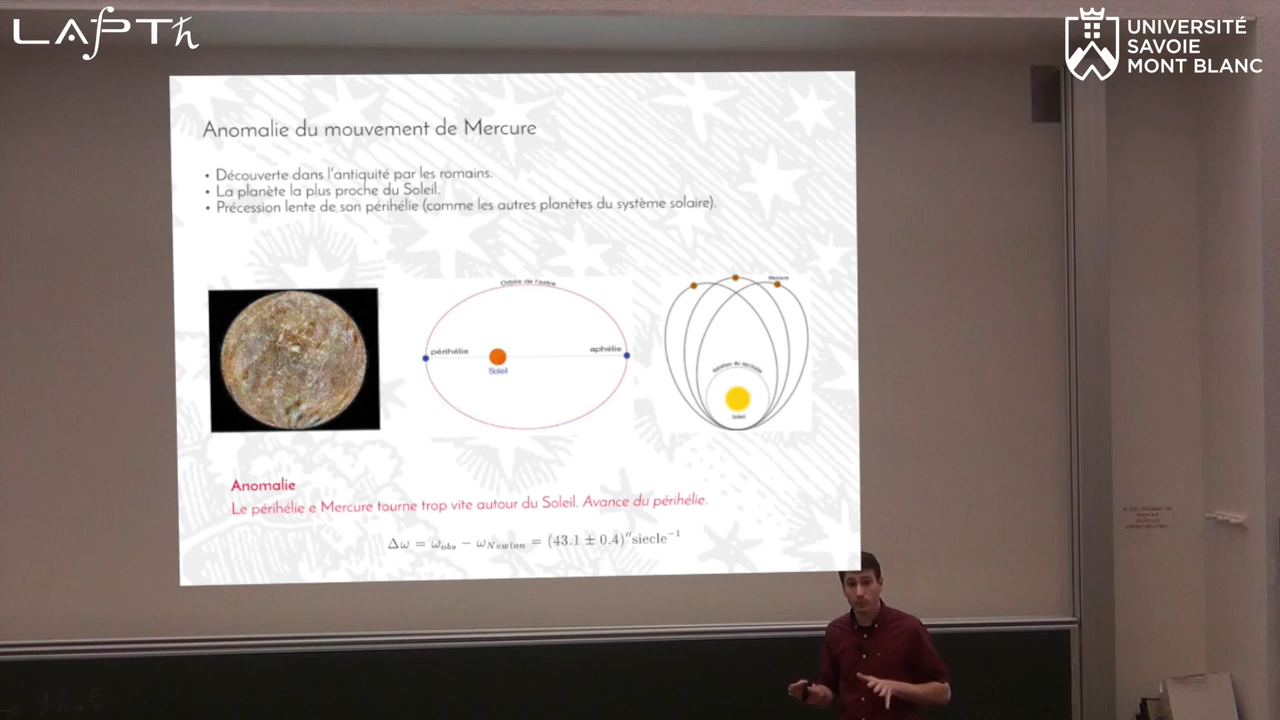 LAPTh
UNIVERSITÉ
SAVOIE
MONT BLANC
Anomalie du mouvement de Mercure
• Découverte dans l'antiquité par les romains.
• La planète la plus proche du Soleil.
• Précession lente de son périhélie (comme les autres planètes du système solaire).
Orbite de l'astre
périhélie
aphélie
Soleil
Mercure
Soleil
Anomalie
Le périhélie e Mercure tourne trop vite autour du Soleil. Avance du périhélie.
Δω = ω_obs − ω_Newton = (43.1 ± 0.4)″siecle⁻¹